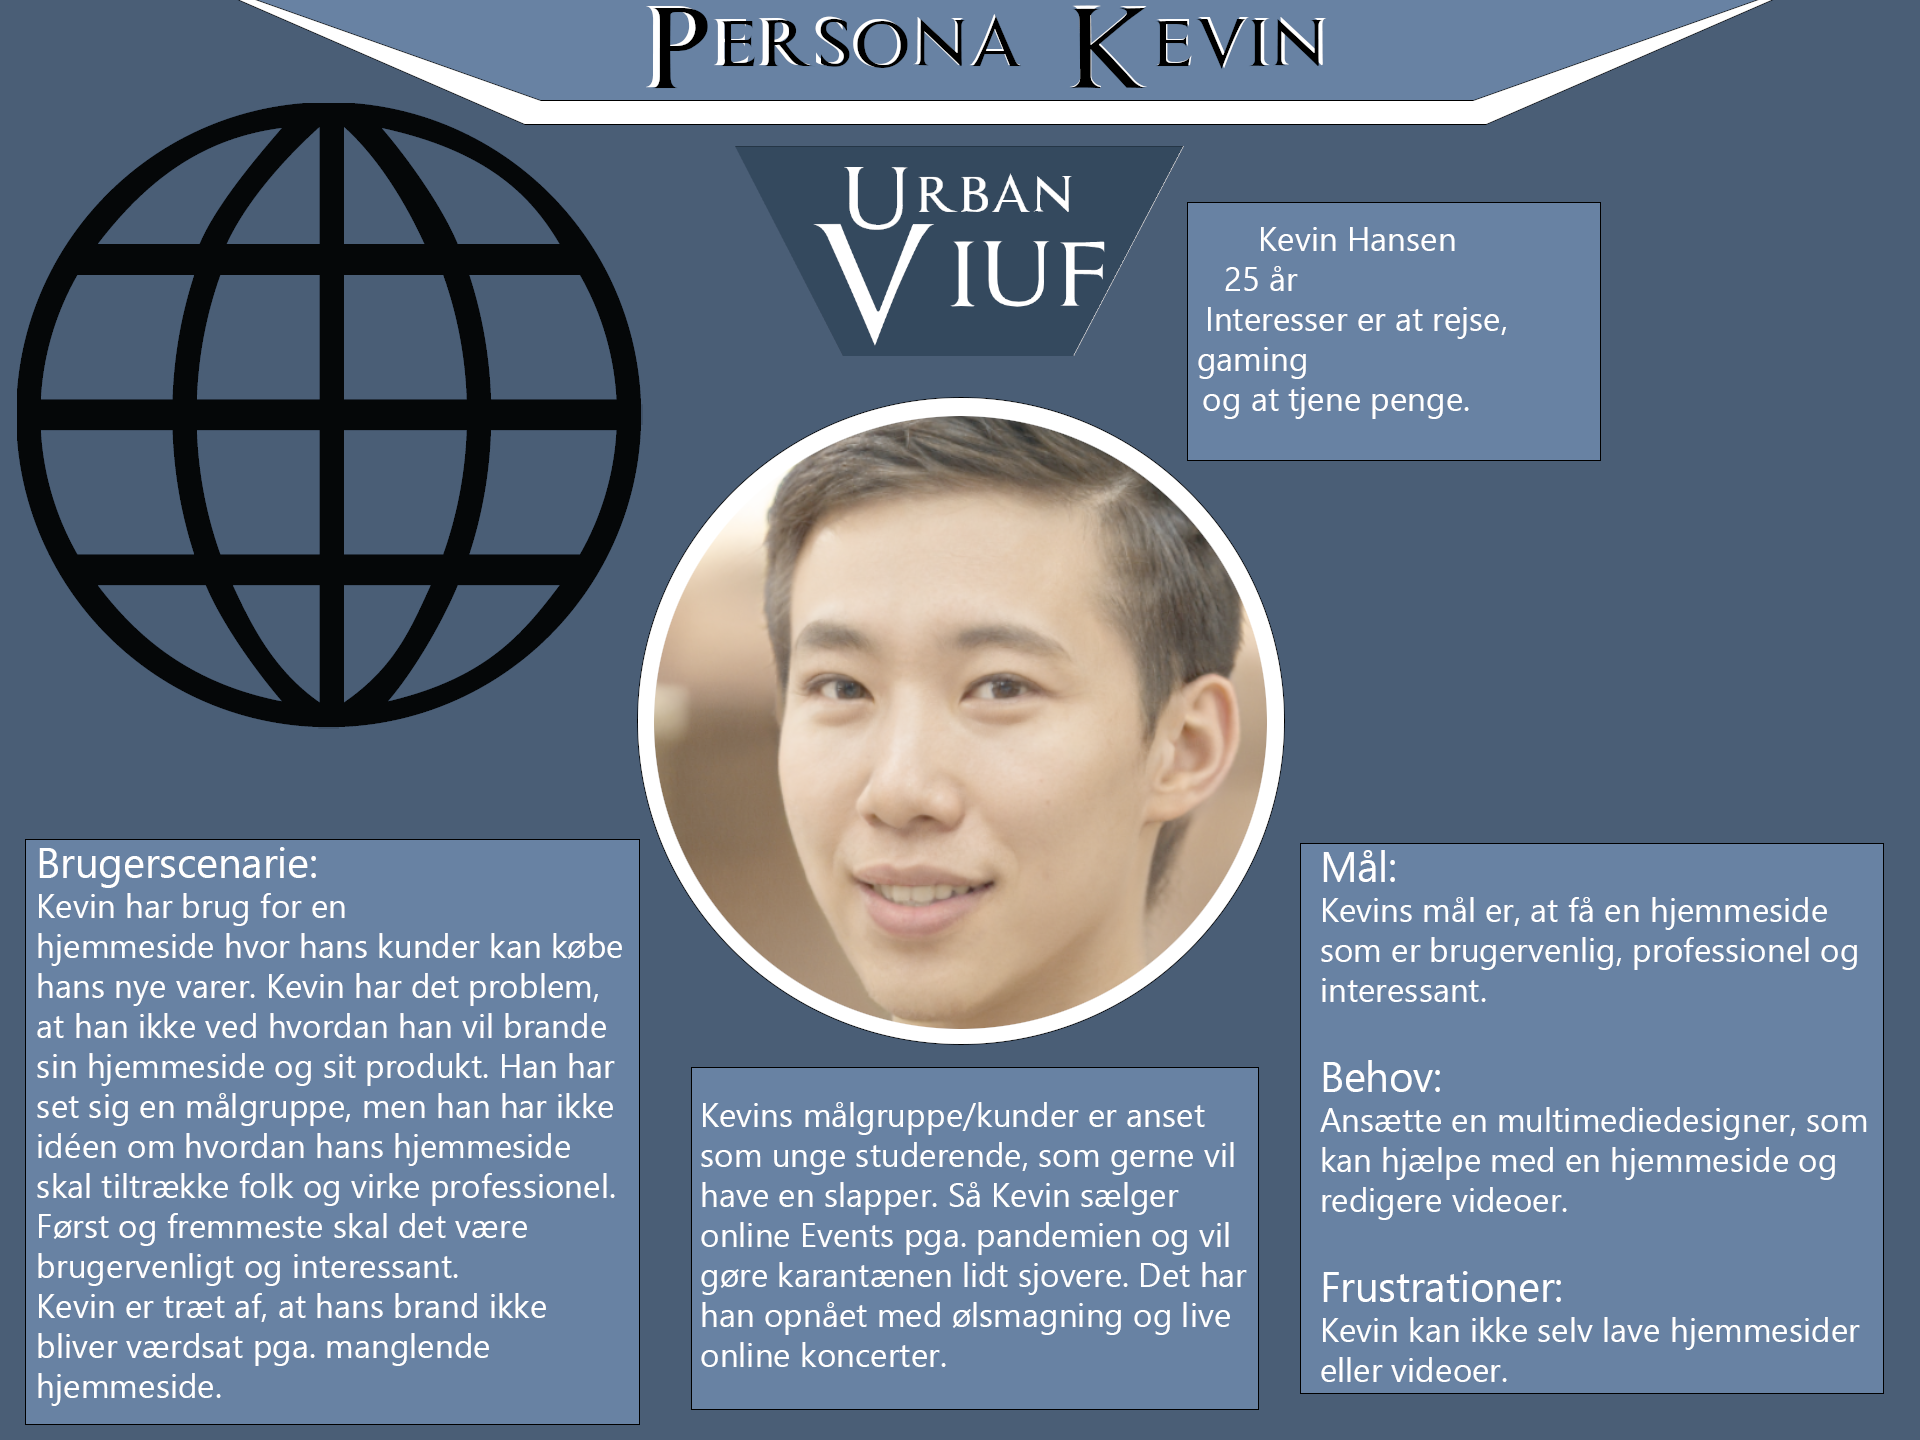 PERSONA KEVIN
URBAN
VIUF
Kevin Hansen
25 år
Interesser er at rejse,
gaming
og at tjene penge.
Brugerscenarie:
Kevin har brug for en
hjemmeside hvor hans kunder kan købe
hans nye varer. Kevin har det problem,
at han ikke ved hvordan han vil brande
sin hjemmeside og sit produkt. Han har
set sig en målgruppe, men han har ikke
idéen om hvordan hans hjemmeside
skal tiltrække folk og virke professionel.
Først og fremmeste skal det være
brugervenligt og interessant.
Kevin er træt af, at hans brand ikke
bliver værdsat pga. manglende
hjemmeside.
Kevins målgruppe/kunder er anset
som unge studerende, som gerne vil
have en slapper. Så Kevin sælger
online Events pga. pandemien og vil
gøre karantænen lidt sjovere. Det har
han opnået med ølsmagning og live
online koncerter.
Mål:
Kevins mål er, at få en hjemmeside
som er brugervenlig, professionel og
interessant.
Behov:
Ansætte en multimediedesigner, som
kan hjælpe med en hjemmeside og
redigere videoer.
Frustrationer:
Kevin kan ikke selv lave hjemmesider
eller videoer.